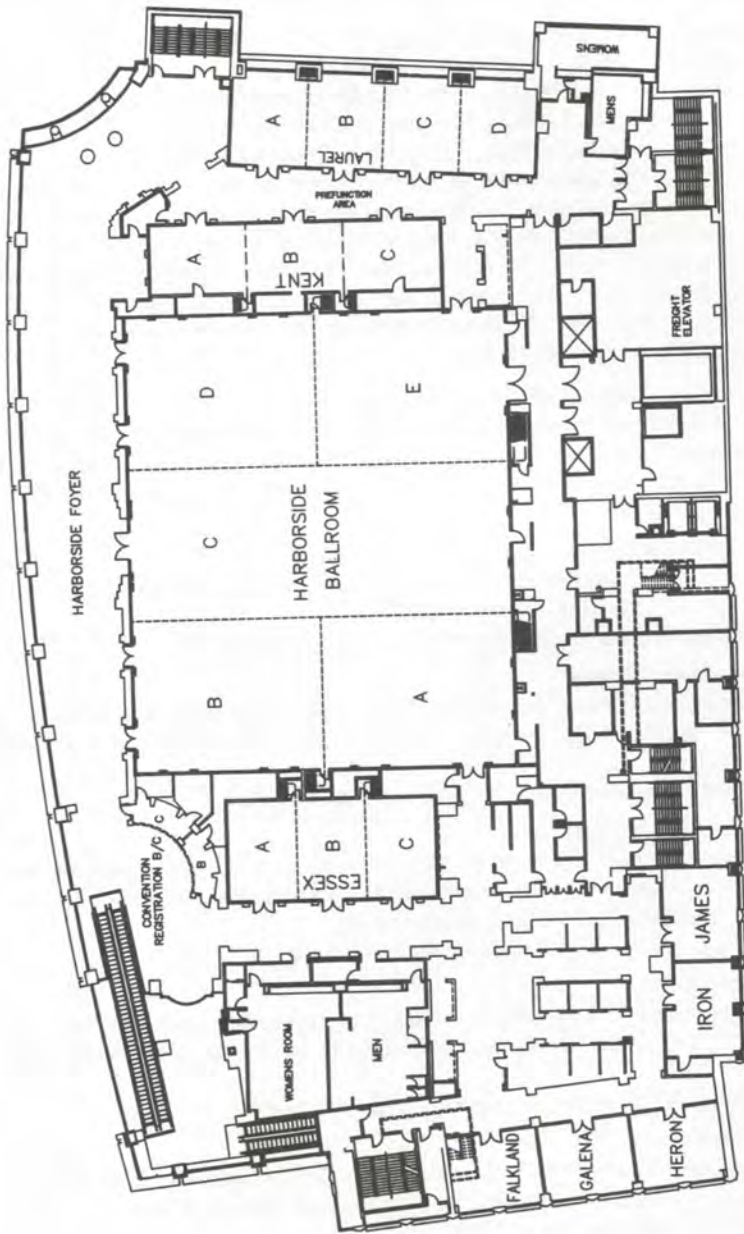 WOMENS
MENS
A
B
C
D
LAUREL
PREFUNCTION
AREA
A
B
C
KENT
FREIGHT
ELEVATOR
HARBORSIDE FOYER
D
E
C
HARBORSIDE
BALLROOM
B
A
CONVENTION
REGISTRATION B/C
C
B
A
B
C
ESSEX
JAMES
IRON
WOMENS ROOM
MEN
FALKLAND
GALENA
HERON